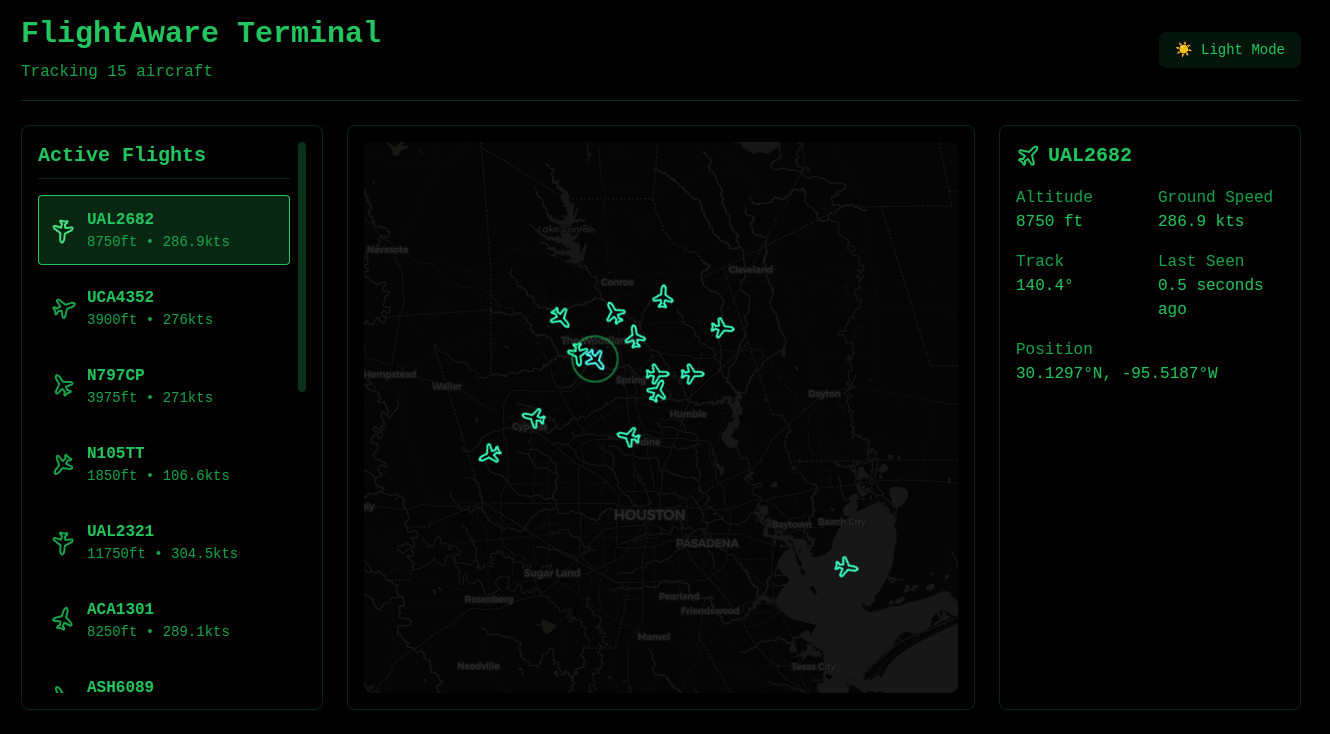 FlightAware Terminal
Tracking 15 aircraft
☀️ Light Mode
Active Flights
UAL2682
8750ft • 286.9kts
UCA4352
3900ft • 276kts
N797CP
3975ft • 271kts
N105TT
1850ft • 106.6kts
UAL2321
11750ft • 304.5kts
ACA1301
8250ft • 289.1kts
ASH6089
Lake Conroe
Navasota
Cleveland
Conroe
Hempstead
Waller
Spring
Dayton
Humble
HOUSTON
Baytown
Beach City
PASADENA
Sugar Land
Pearland
Rosenberg
Friendswood
Manvel
Needville
Texas City
UAL2682
Altitude
8750 ft
Ground Speed
286.9 kts
Track
140.4°
Last Seen
0.5 seconds
ago
Position
30.1297°N, -95.5187°W